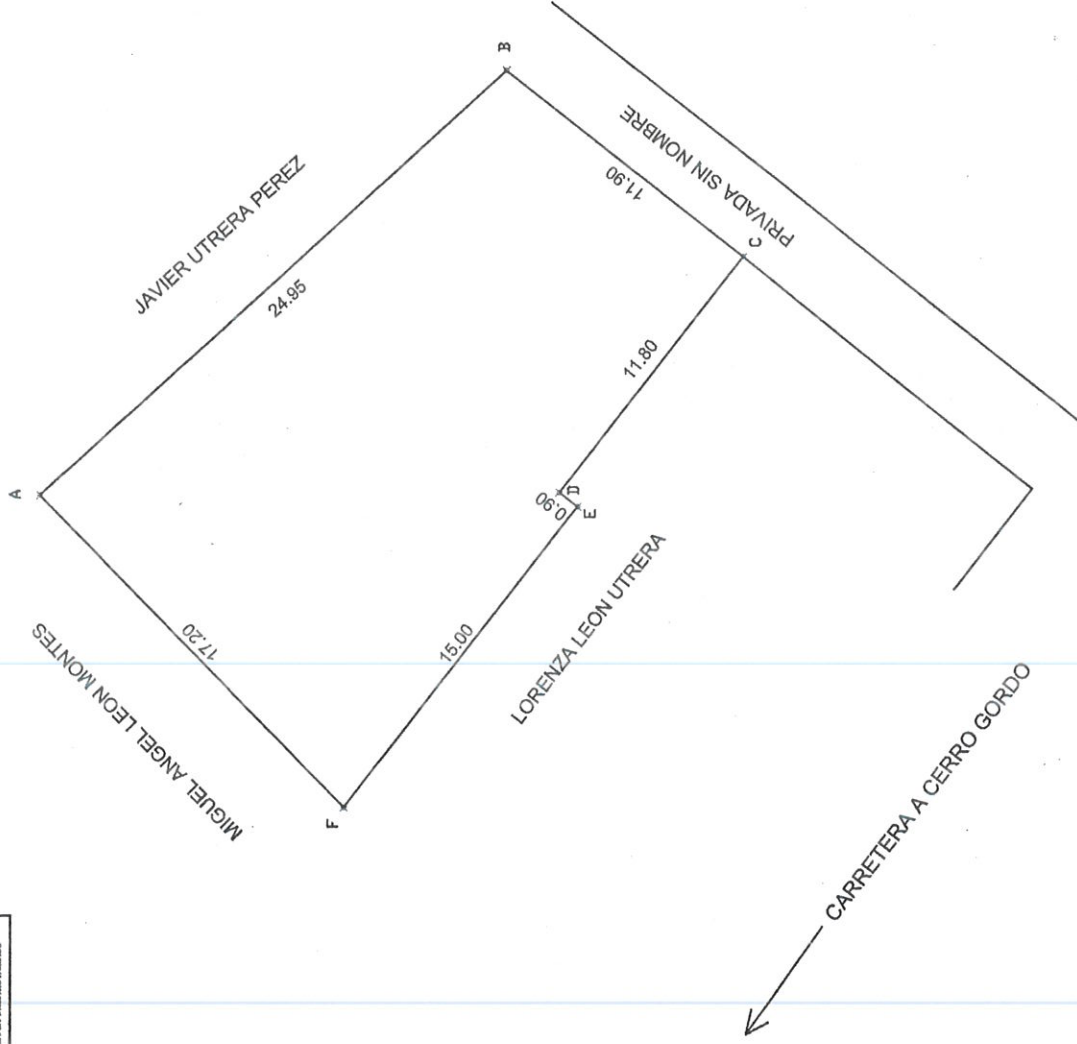 A
B
JAVIER UTRERA PEREZ
24.95
PRIVADA SIN NOMBRE
11.90
C
11.80
D
0.90
E
17.20
MIGUEL ANGEL LEON MONTES
15.00
LORENZA LEON UTRERA
F
CARRETERA A CERRO GORDO